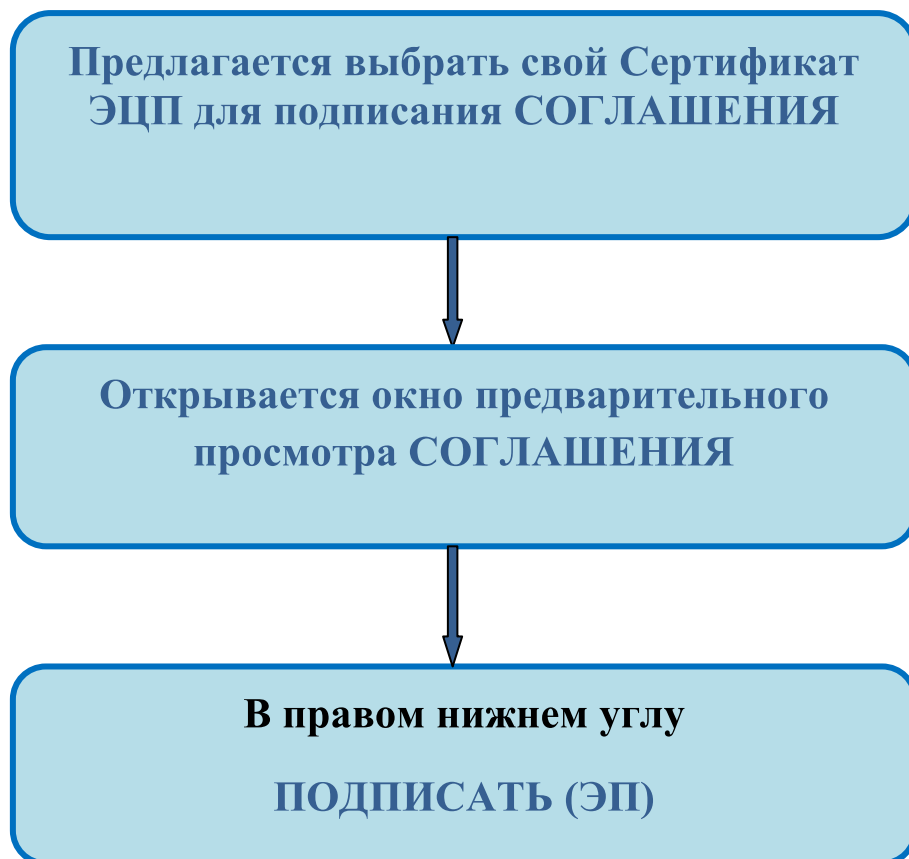 Предлагается выбрать свой Сертификат
ЭЦП для подписания СОГЛАШЕНИЯ
Открывается окно предварительного
просмотра СОГЛАШЕНИЯ
В правом нижнем углу
ПОДПИСАТЬ (ЭП)